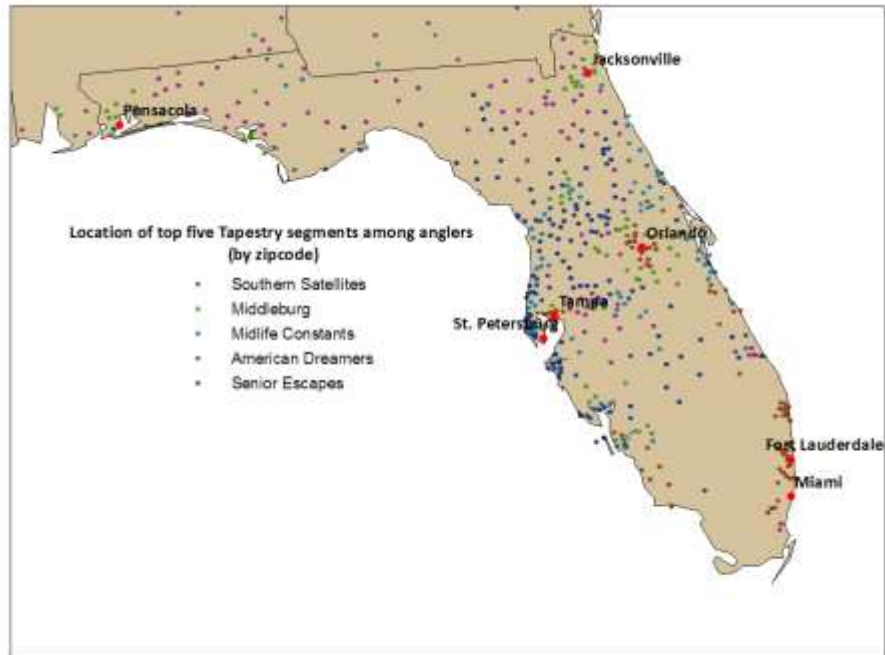 Jacksonville
Pensacola
Location of top five Tapestry segments among anglers
(by zipcode)
Orlando
Southern Satellites
Middleburg
Midlife Constants
American Dreamers
Senior Escapes
Tampa
St. Petersburg
Fort Lauderdale
Miami